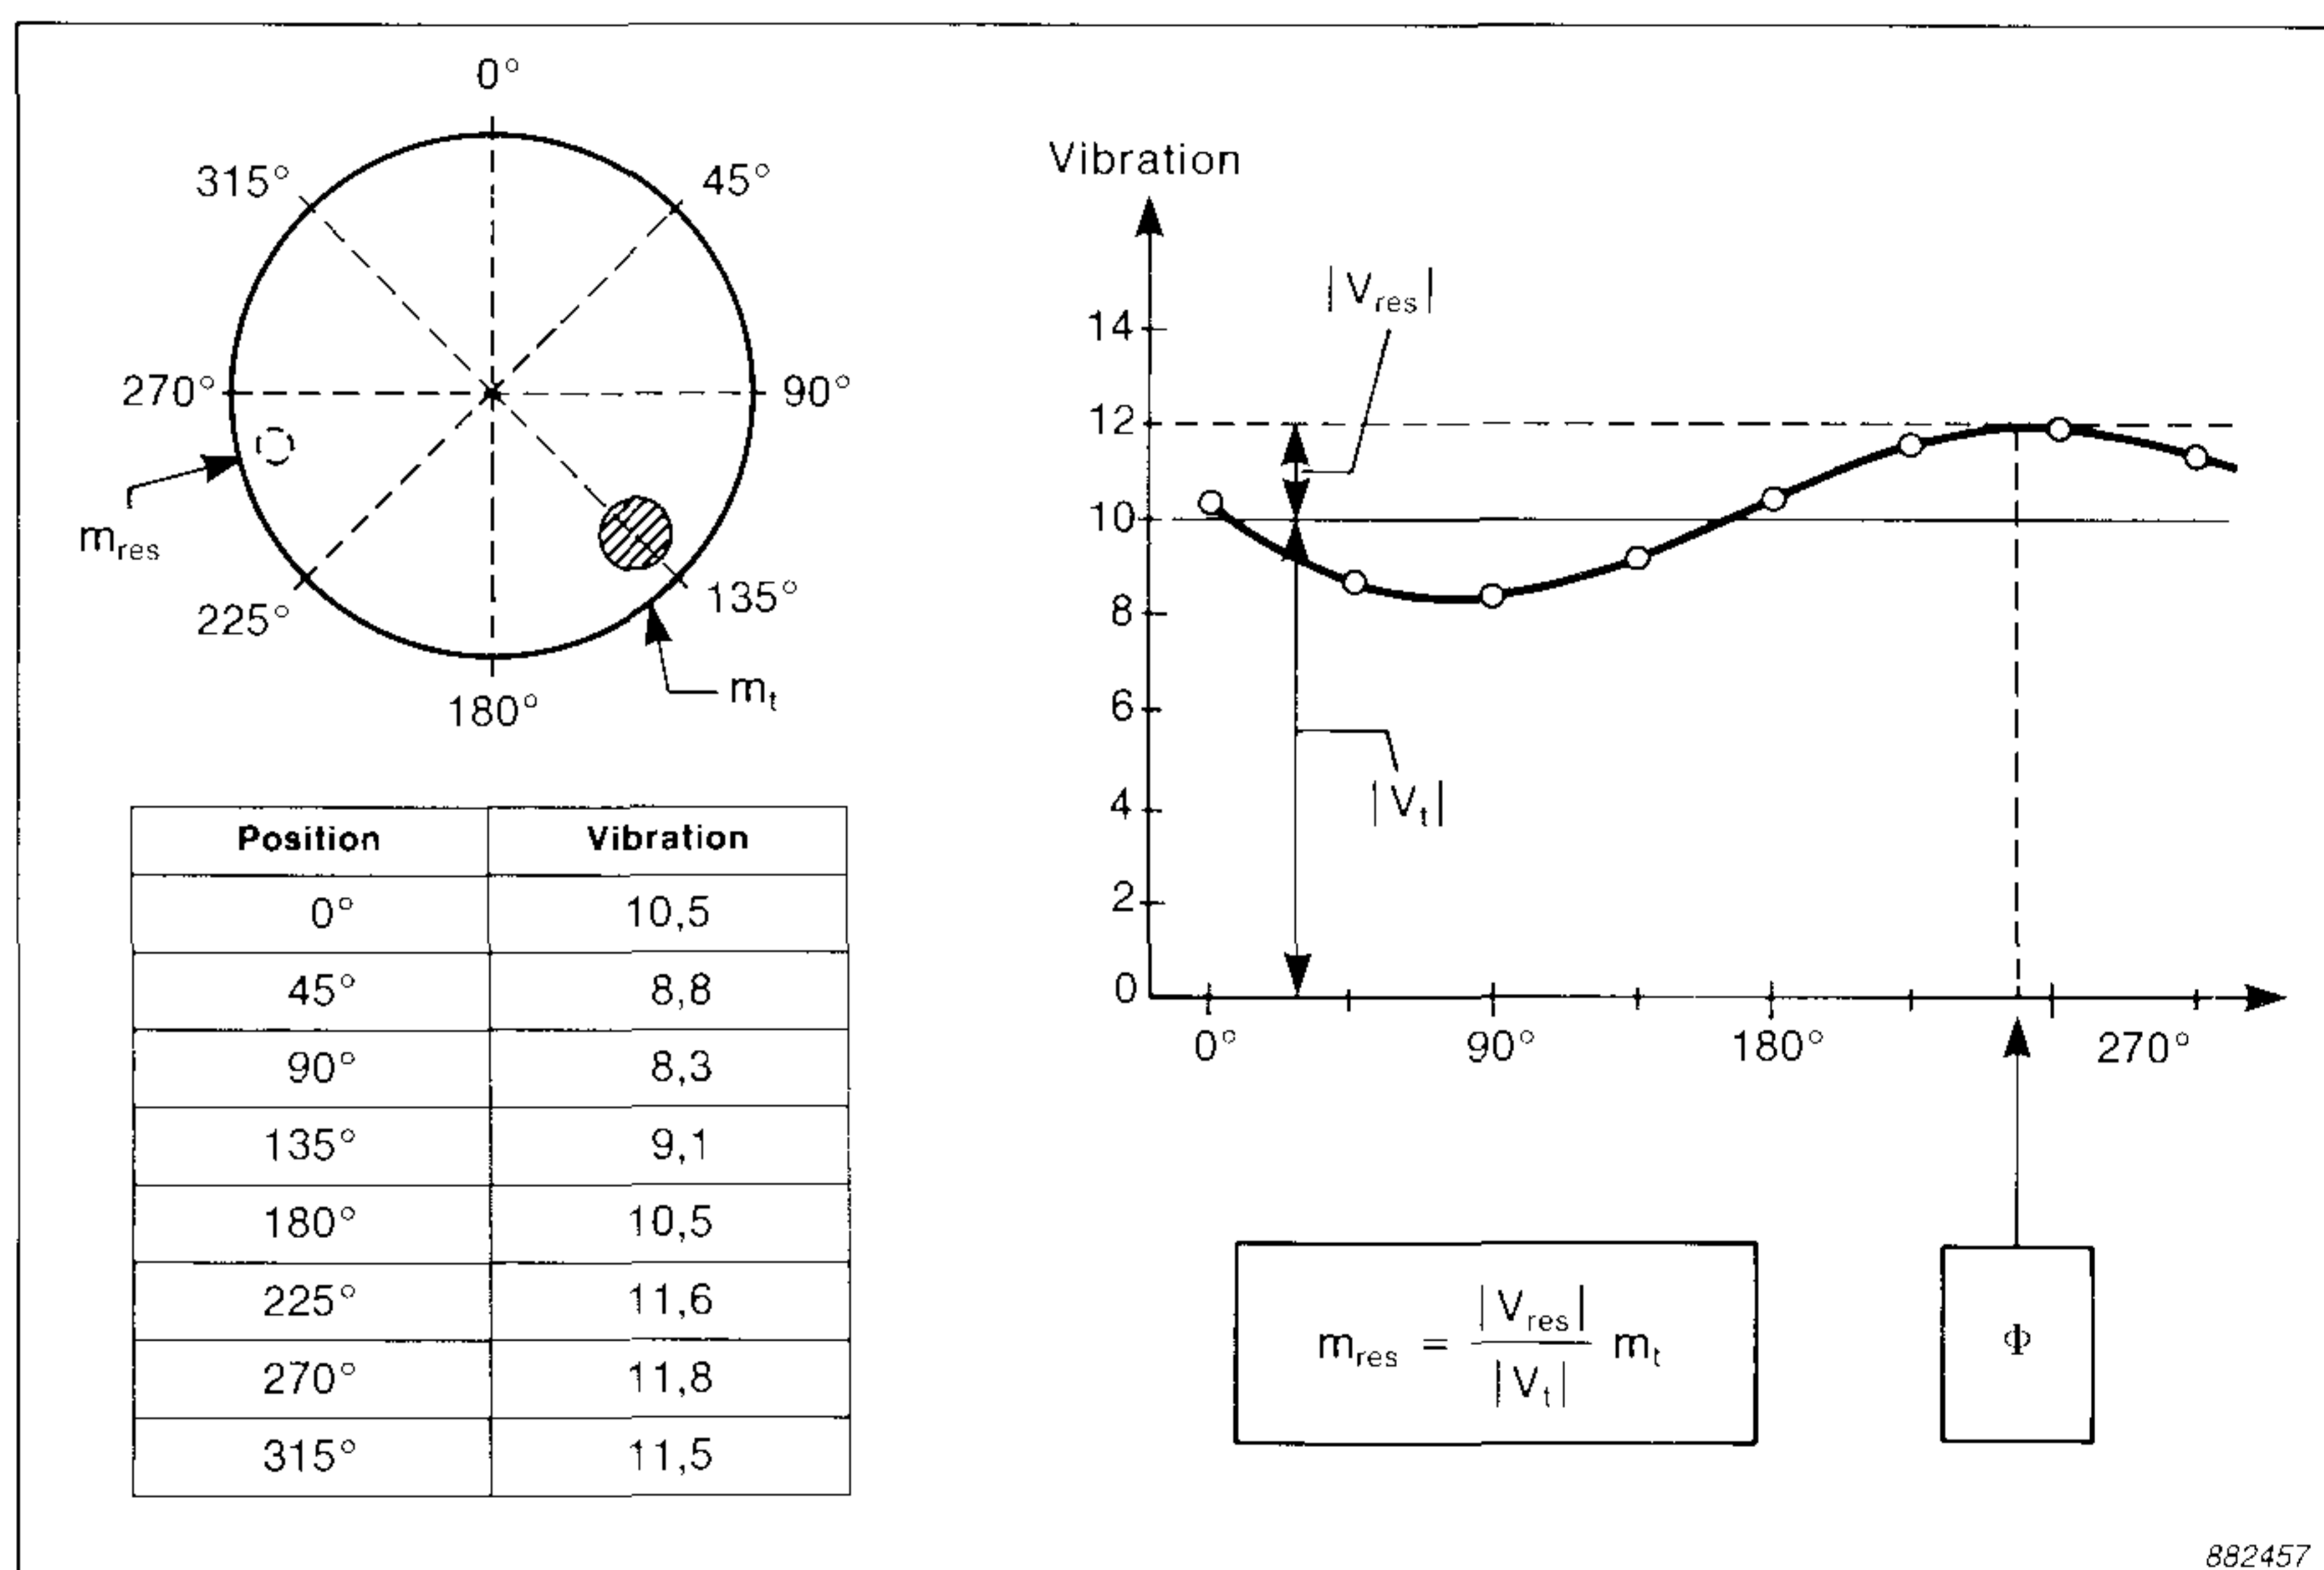 0°
315°
45°
270°
90°
m_res
225°
135°
180°
m_t
Position Vibration
0° 10,5
45° 8,8
90° 8,3
135° 9,1
180° 10,5
225° 11,6
270° 11,8
315° 11,5
Vibration
|V_res|
14
12
10
8
6
|V_t|
4
2
0
0° 90° 180° 270°
m_res = |V_res| / |V_t| m_t
Φ
882457